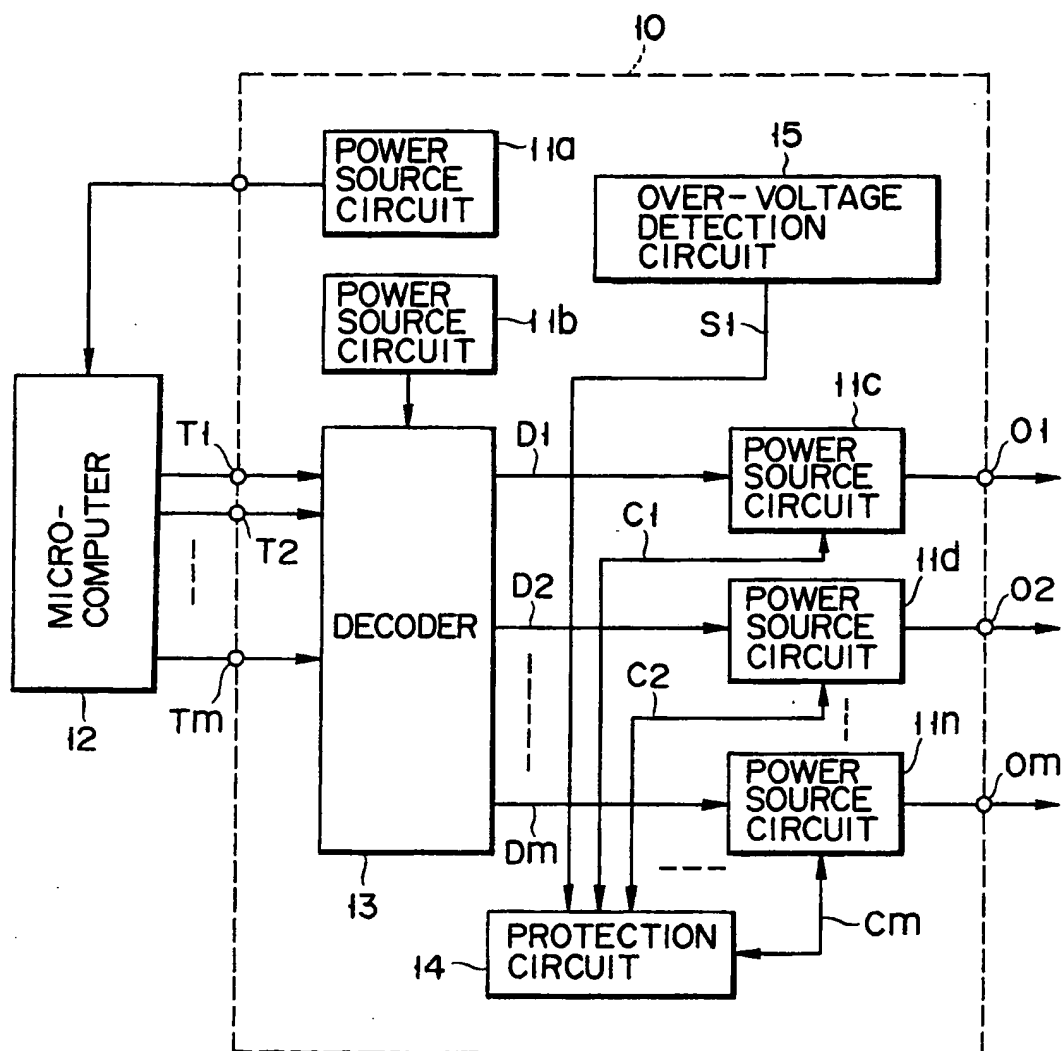 10
POWER
SOURCE
CIRCUIT
11a
15
OVER-VOLTAGE
DETECTION
CIRCUIT
POWER
SOURCE
CIRCUIT
11b
S1
11c
T1
D1
POWER
SOURCE
CIRCUIT
O1
MICRO-
COMPUTER
T2
C1
11d
DECODER
D2
POWER
SOURCE
CIRCUIT
O2
Tm
C2
12
11n
POWER
SOURCE
CIRCUIT
Om
Dm
13
PROTECTION
CIRCUIT
Cm
14